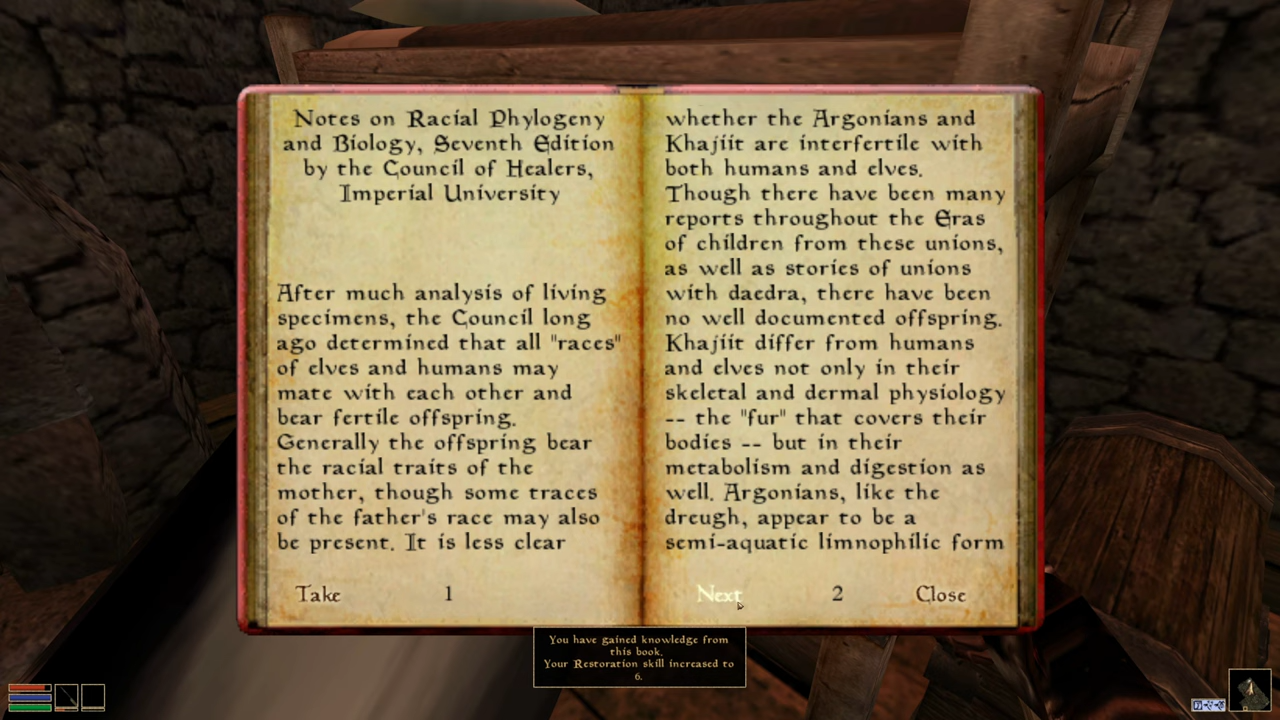 Notes on Racial Phylogeny
and Biology, Seventh Edition
by the Council of Healers,
Imperial University
After much analysis of living
specimens, the Council long
ago determined that all "races"
of elves and humans may
mate with each other and
bear fertile offspring.
Generally the offspring bear
the racial traits of the
mother, though some traces
of the father's race may also
be present. It is less clear
whether the Argonians and
Khajiit are interfertile with
both humans and elves.
Though there have been many
reports throughout the Eras
of children from these unions,
as well as stories of unions
with daedra, there have been
no well documented offspring.
Khajiit differ from humans
and elves not only in their
skeletal and dermal physiology
-- the "fur" that covers their
bodies -- but in their
metabolism and digestion as
well. Argonians, like the
dreugh, appear to be a
semi-aquatic limnophilic form
Take
1
Next
2
Close
You have gained knowledge from
this book.
Your Restoration skill increased to
6.